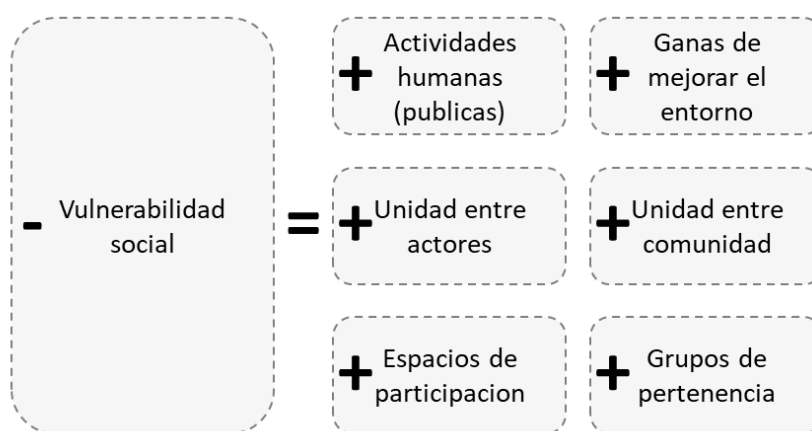 - Vulnerabilidad
social
=
+ Actividades
humanas
(publicas)
+ Ganas de
mejorar el
entorno
+ Unidad entre
actores
+ Unidad entre
comunidad
+ Espacios de
participacion
+ Grupos de
pertenencia